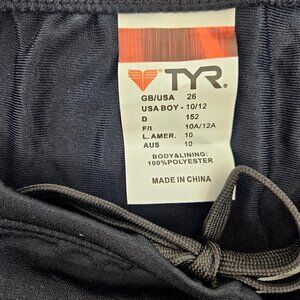 TYR.
GB/USA 26
USA BOY - 10/12
D 152
F/I 10A/12A
L. AMER. 10
AUS 10
BODY&LINING:
100%POLYESTER
MADE IN CHINA